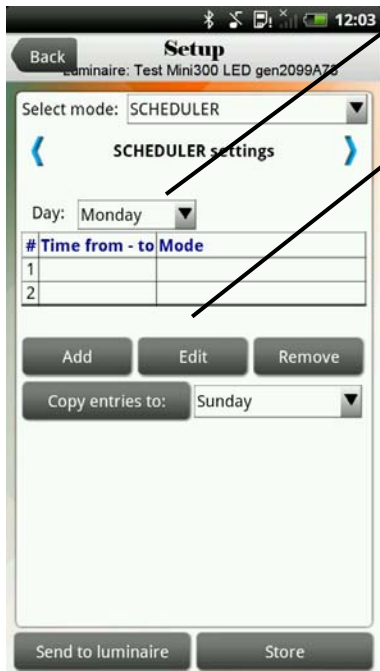 12:03
Back
Setup
Luminaire: Test Mini300 LED gen2099A78
Select mode: SCHEDULER
SCHEDULER settings
Day: Monday
# Time from - to Mode
1
2
Add Edit Remove
Copy entries to: Sunday
Send to luminaire Store